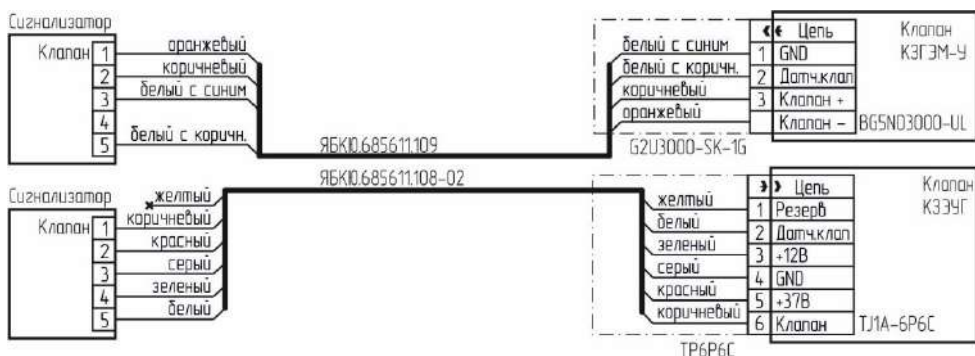 Сигнализатор
Клапан 1 оранжевый
2 коричневый
3 белый с синим
4
5 белый с коричн.
ЯБКЮ.685611.109
белый с синим
белый с коричн.
коричневый
оранжевый
G2U3000-SK-1G
Цепь
1 GND
2 Датч.клап
3 Клапан +
Клапан -
Клапан
КЗГЭМ-У
BG5N03000-UL
Сигнализатор
Клапан
желтый
1 коричневый
2 красный
3 серый
4 зеленый
5 белый
ЯБКЮ.685611.108-02
желтый
белый
зеленый
серый
красный
коричневый
TP6P6C
Цепь
1 Резерв
2 Датч.клап
3 +12В
4 GND
5 +37В
6 Клапан
Клапан
КЗЭУГ
TJ1A-6P6C